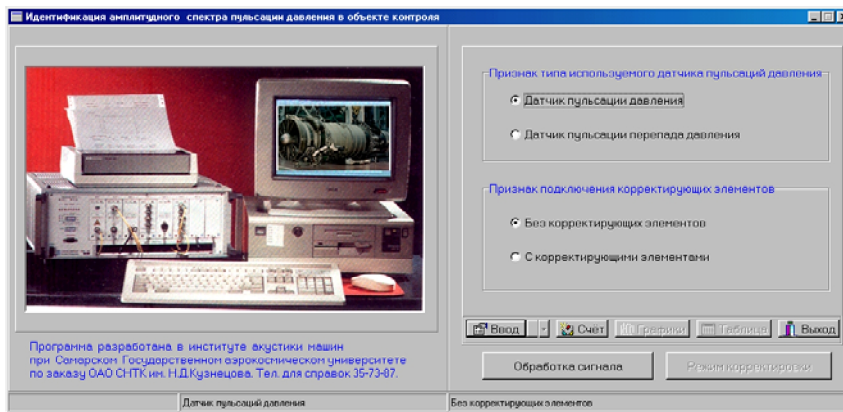 Идентификация амплитудного спектра пульсации давления в объекте контроля
Признак типа используемого датчика пульсаций давления
Датчик пульсации давления
Датчик пульсации перепада давления
Признак подключения корректирующих элементов
Без корректирующих элементов
С корректирующими элементами
Ввод Счёт Графики Таблица Выход
Программа разработана в институте акустики машин
при Самарском Государственном аэрокосмическом университете
по заказу ОАО СНТК им. Н.Д.Кузнецова. Тел. для справок 35-73-87.
Обработка сигнала Режим корректировки
Датчик пульсаций давления Без корректирующих элементов